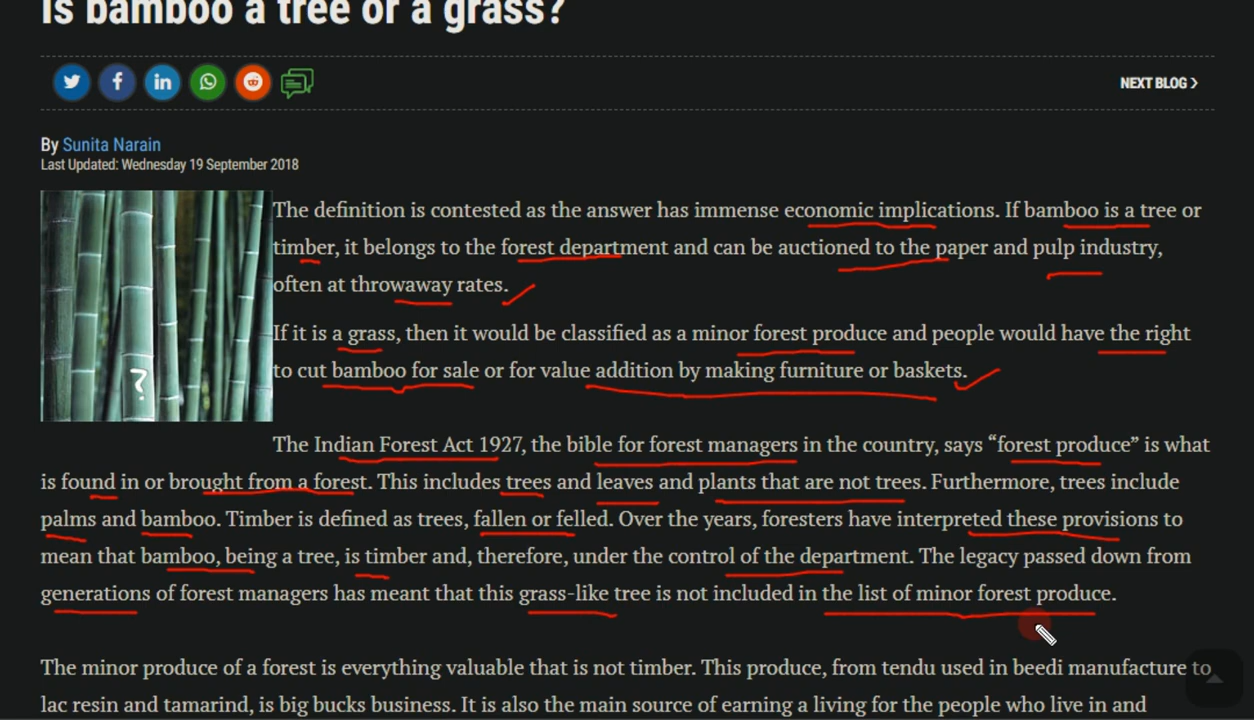 Is bamboo a tree or a grass?
NEXT BLOG
By Sunita Narain
Last Updated: Wednesday 19 September 2018
The definition is contested as the answer has immense economic implications. If bamboo is a tree or
timber, it belongs to the forest department and can be auctioned to the paper and pulp industry,
often at throwaway rates.
If it is a grass, then it would be classified as a minor forest produce and people would have the right
to cut bamboo for sale or for value addition by making furniture or baskets.
?
The Indian Forest Act 1927, the bible for forest managers in the country, says “forest produce” is what
is found in or brought from a forest. This includes trees and leaves and plants that are not trees. Furthermore, trees include
palms and bamboo. Timber is defined as trees, fallen or felled. Over the years, foresters have interpreted these provisions to
mean that bamboo, being a tree, is timber and, therefore, under the control of the department. The legacy passed down from
generations of forest managers has meant that this grass-like tree is not included in the list of minor forest produce.
The minor produce of a forest is everything valuable that is not timber. This produce, from tendu used in beedi manufacture to
lac resin and tamarind, is big bucks business. It is also the main source of earning a living for the people who live in and